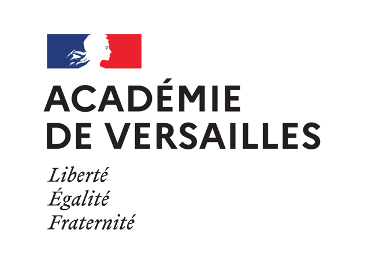 ACADÉMIE
DE VERSAILLES
Liberté
Égalité
Fraternité